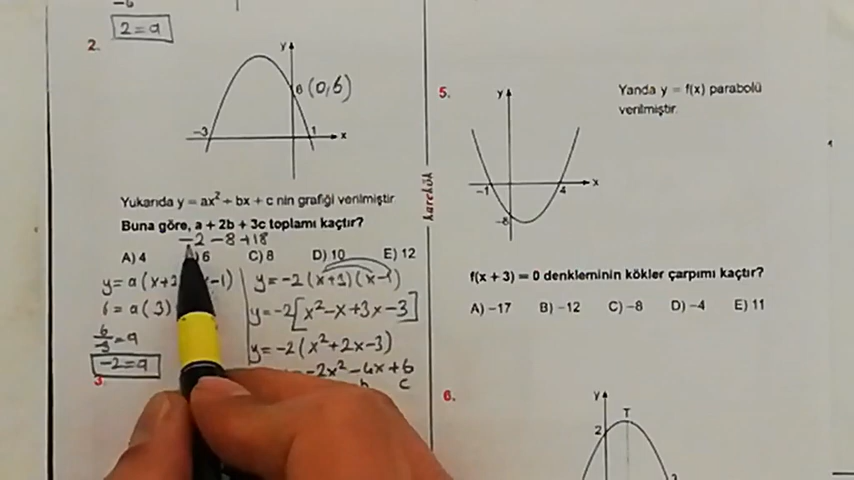 2 = a
2.
y
6 (0,6)
-3
1
x
Yukarıda y = ax² + bx + c nin grafiği verilmiştir
Buna göre, a + 2b + 3c toplamı kaçtır?
-2 -8 +18
A) 4
6
C) 8
D) 10
E) 12
y = a(x+3
x-1)
6 = a(3)
6/-3 = a
-2 = a
3.
y = -2(x+3)(x-1)
y = -2[x²-x+3x-3]
y = -2(x²+2x-3)
-2x²-4x+6
b
c
karekök
5.
Yanda y = f(x) parabolü
verilmiştir.
y
-1
4
x
-8
f(x + 3) = 0 denkleminin kökler çarpımı kaçtır?
A) -17
B) -12
C) -8
D) -4
E) 11
6.
y
T
2